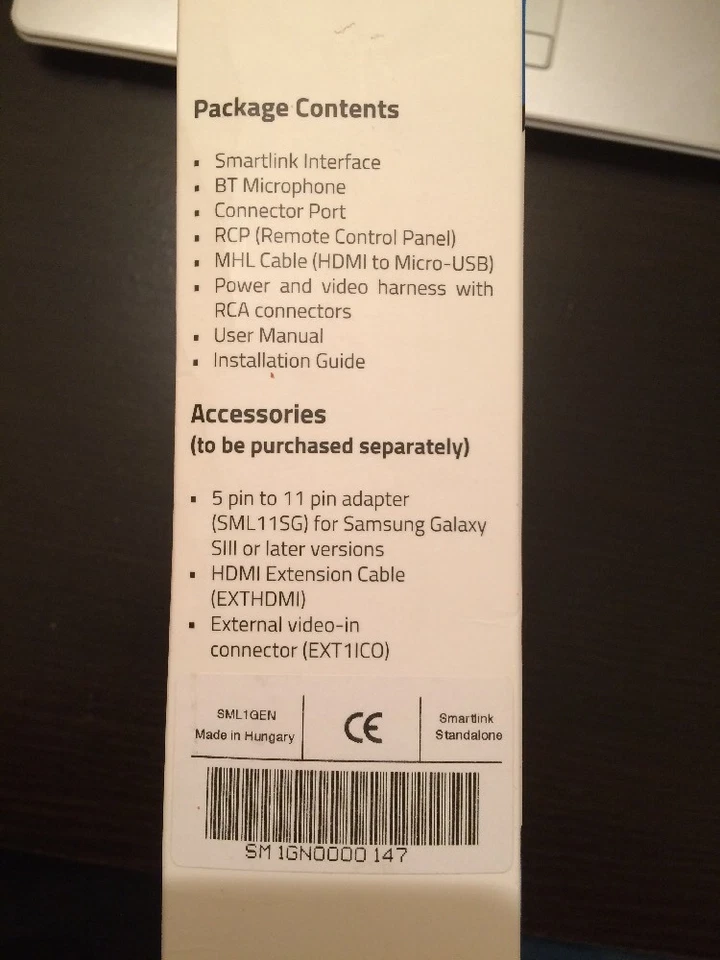 Package Contents
▪ Smartlink Interface
▪ BT Microphone
▪ Connector Port
▪ RCP (Remote Control Panel)
▪ MHL Cable (HDMI to Micro-USB)
▪ Power and video harness with
RCA connectors
▪ User Manual
▪ Installation Guide
Accessories
(to be purchased separately)
▪ 5 pin to 11 pin adapter
(SML11SG) for Samsung Galaxy
SIII or later versions
▪ HDMI Extension Cable
(EXTHDMI)
▪ External video-in
connector (EXT1ICO)
SML1GEN
Made in Hungary
CE
Smartlink
Standalone
SM1GN0000147